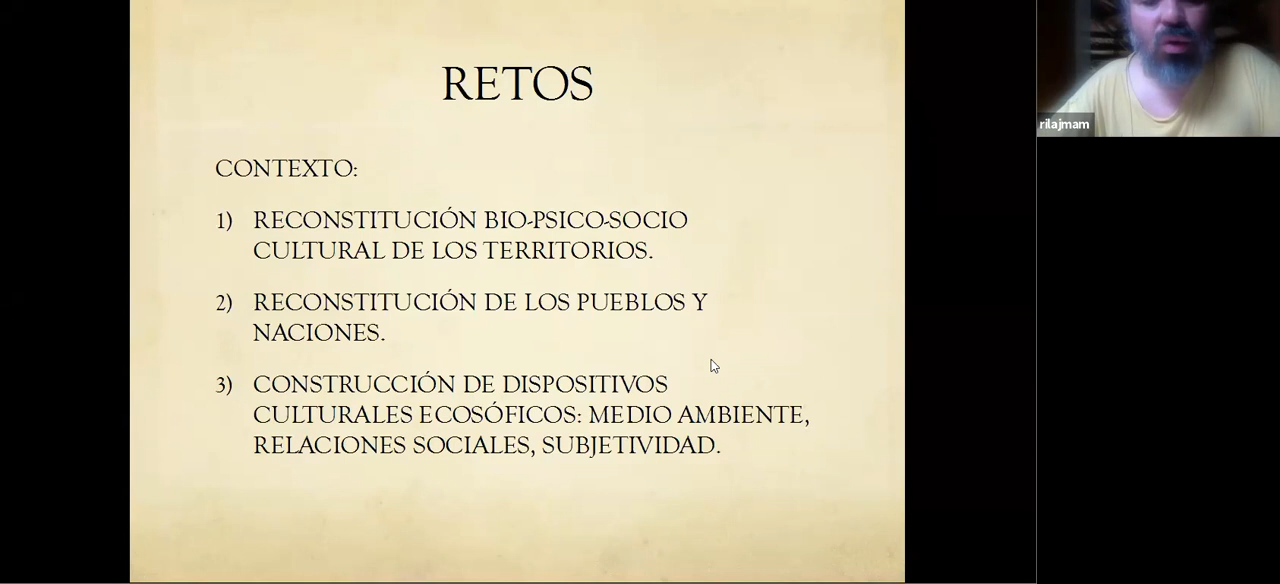 RETOS
CONTEXTO:
1) RECONSTITUCIÓN BIO-PSICO-SOCIO
CULTURAL DE LOS TERRITORIOS.
2) RECONSTITUCIÓN DE LOS PUEBLOS Y
NACIONES.
3) CONSTRUCCIÓN DE DISPOSITIVOS
CULTURALES ECOSÓFICOS: MEDIO AMBIENTE,
RELACIONES SOCIALES, SUBJETIVIDAD.
rilajmam